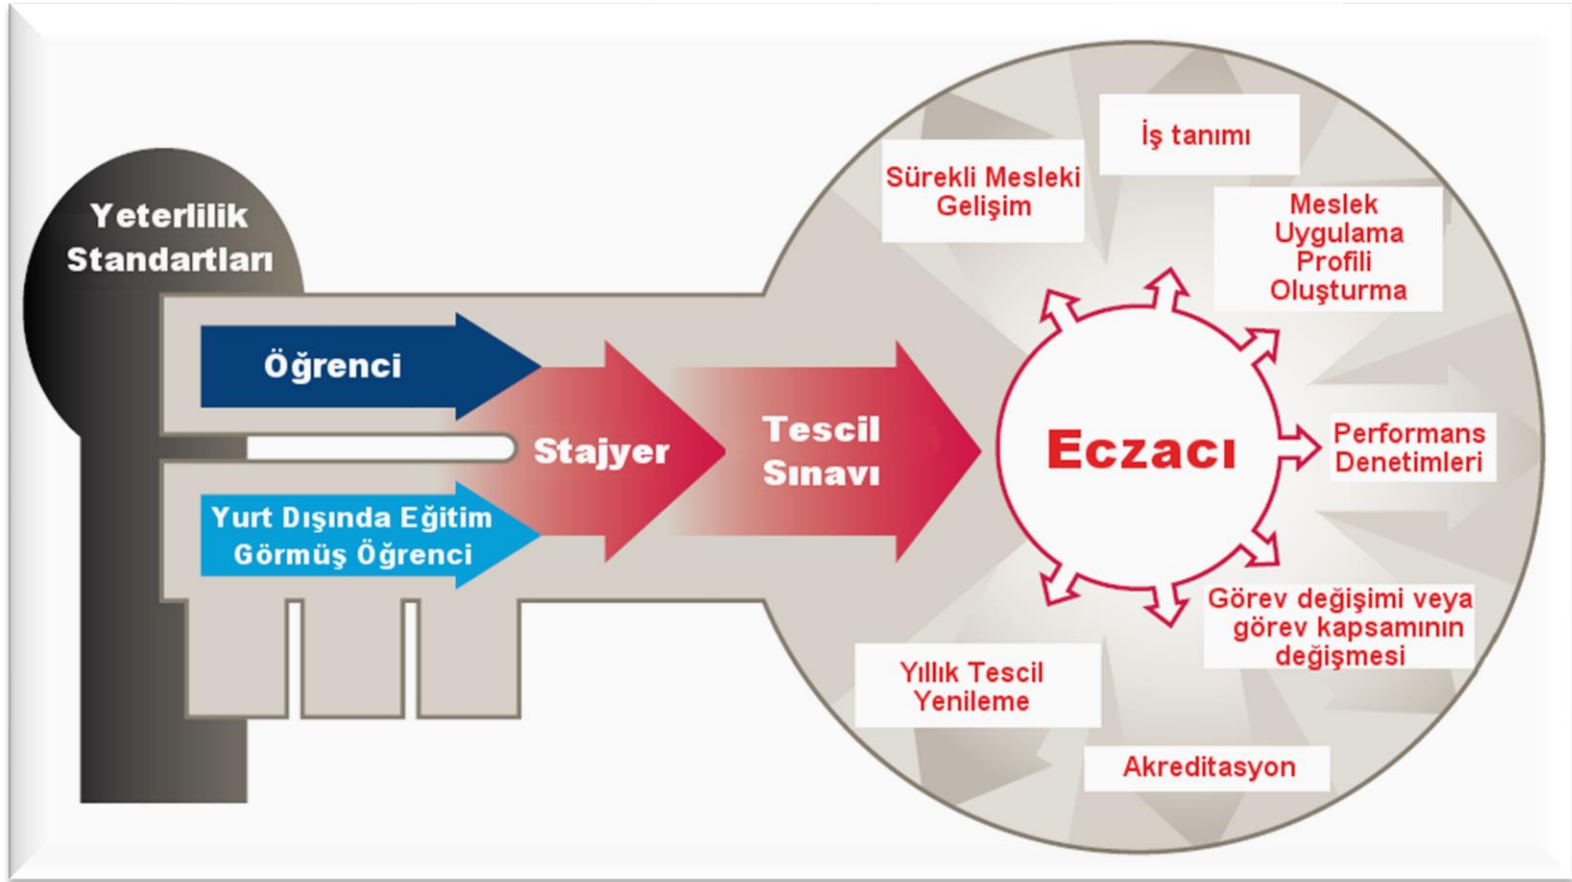 Yeterlilik
Standartları
Öğrenci
Yurt Dışında Eğitim
Görmüş Öğrenci
Stajyer
Tescil
Sınavı
Eczacı
Sürekli Mesleki
Gelişim
İş tanımı
Meslek
Uygulama
Profili
Oluşturma
Performans
Denetimleri
Görev değişimi veya
görev kapsamının
değişmesi
Akreditasyon
Yıllık Tescil
Yenileme